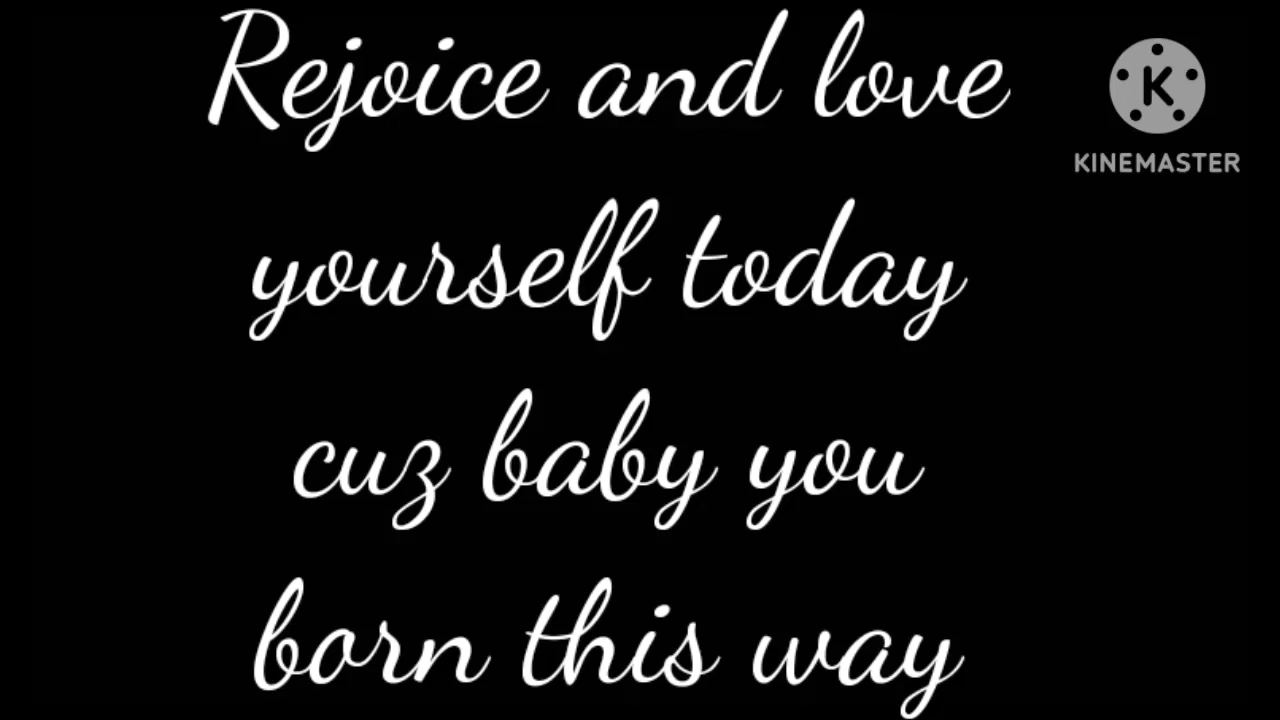 Rejoice and love
yourself today
cuz baby you
born this way
K
KINEMASTER